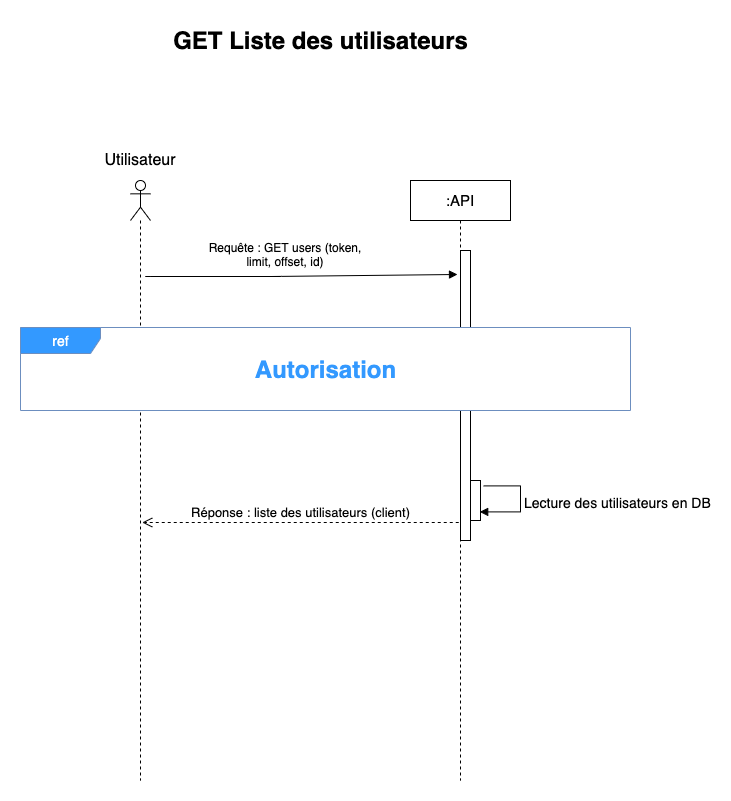 GET Liste des utilisateurs
Utilisateur
:API
Requête : GET users (token,
limit, offset, id)
ref
Autorisation
Lecture des utilisateurs en DB
Réponse : liste des utilisateurs (client)